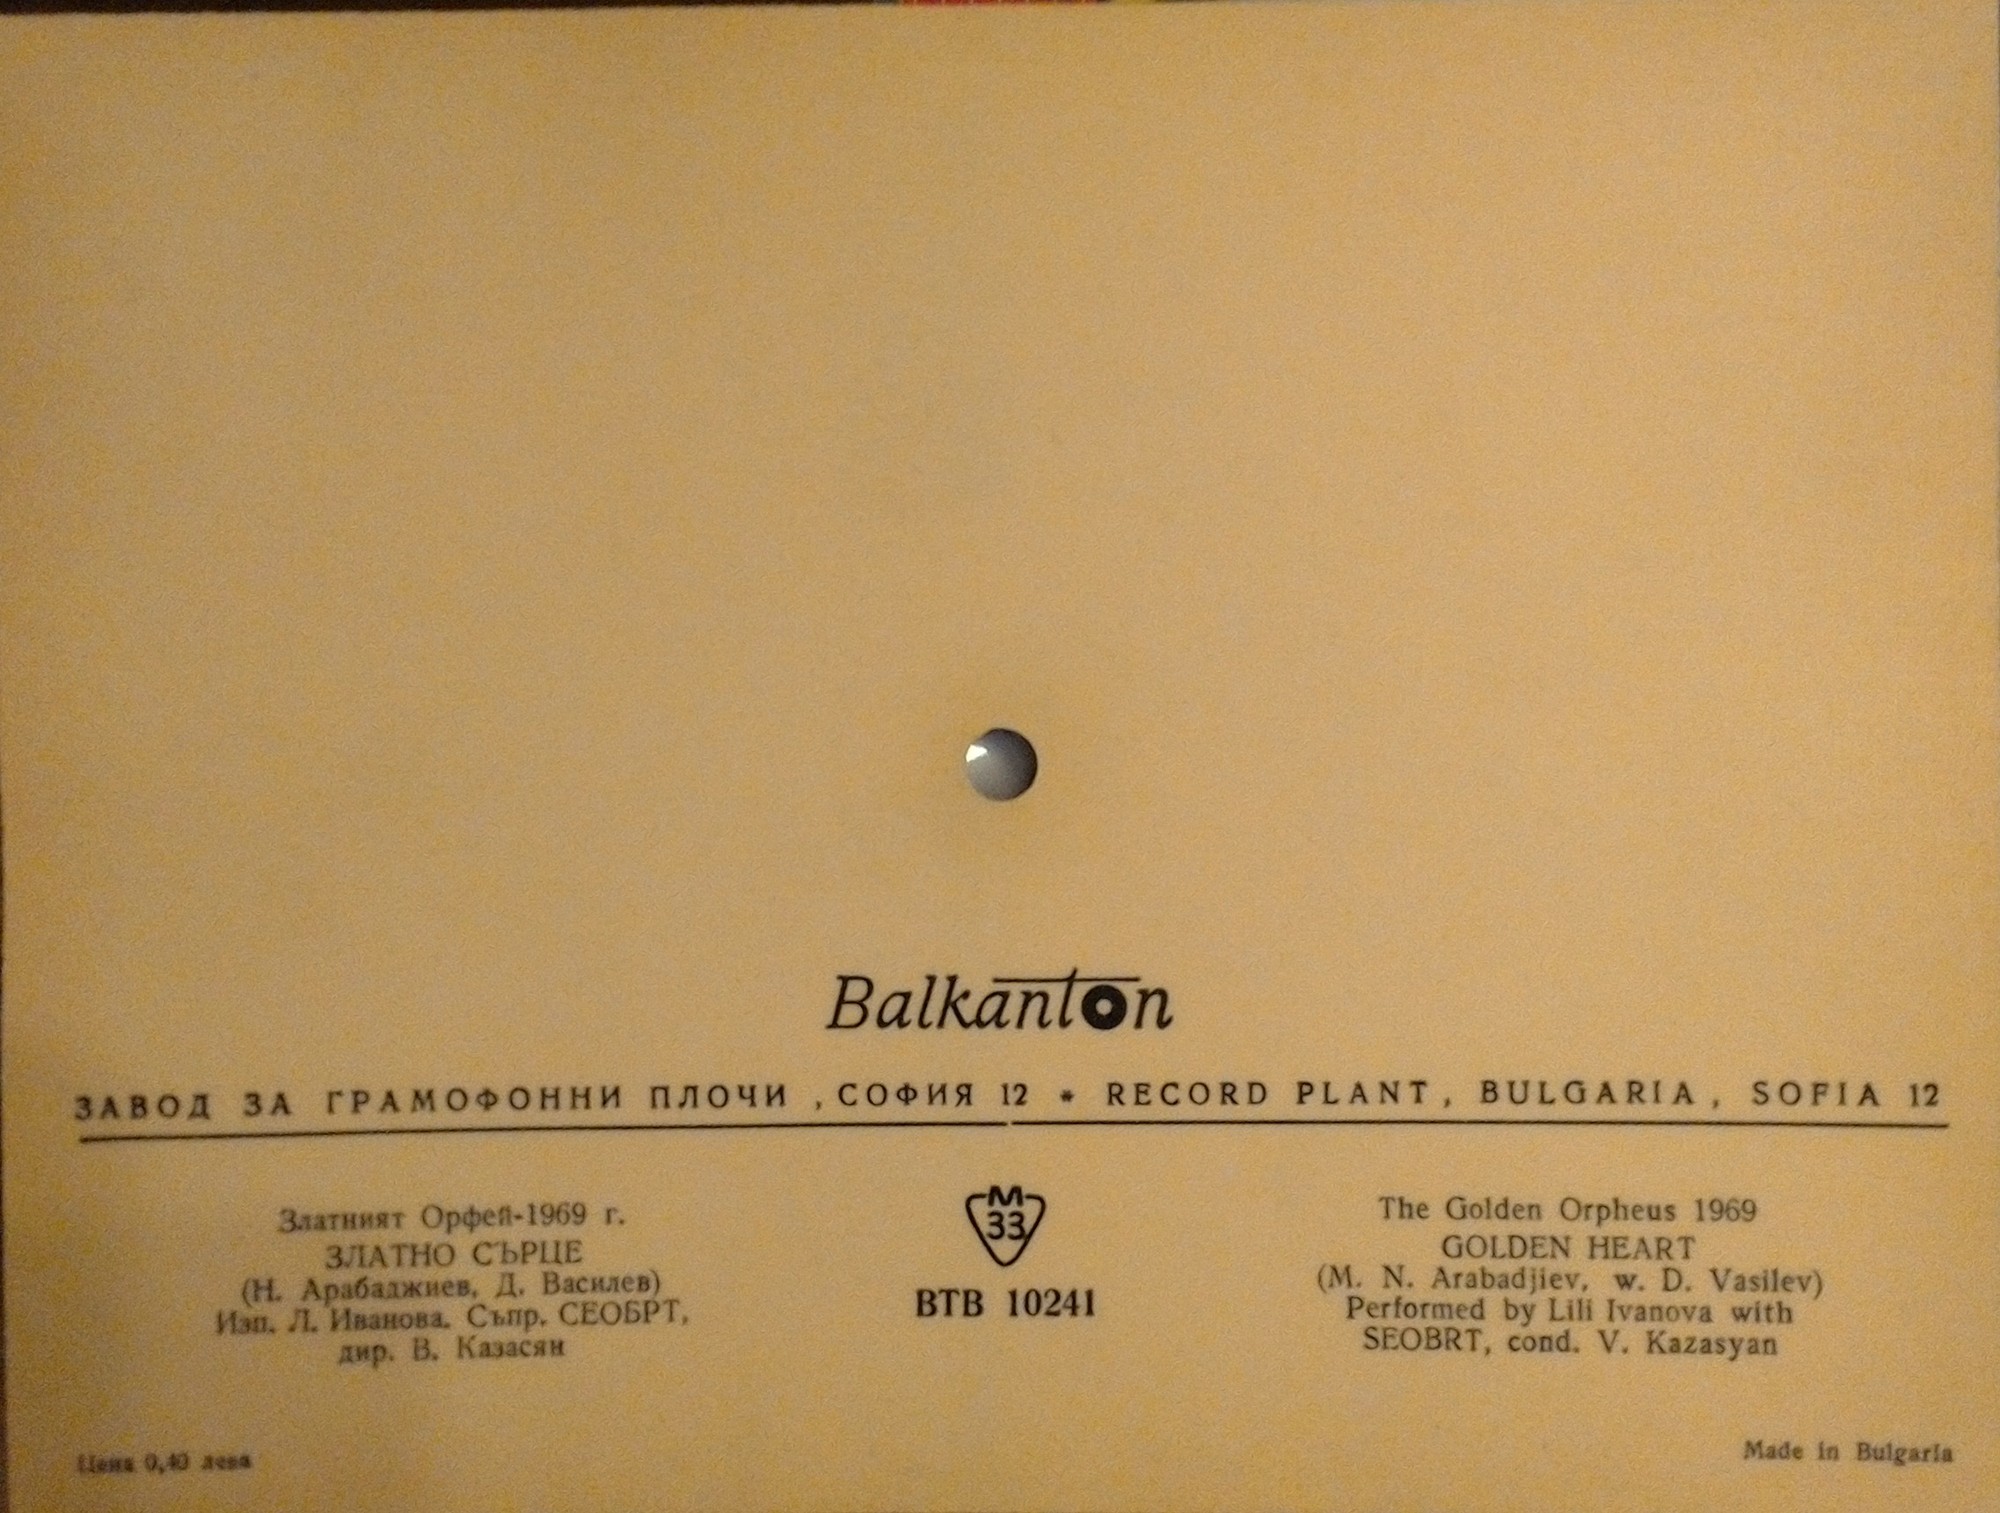 Balkanton
ЗАВОД ЗА ГРАМОФОННИ ПЛОЧИ , СОФИЯ 12 * RECORD PLANT, BULGARIA, SOFIA 12
Златният Орфей-1969 г.
ЗЛАТНО СЪРЦЕ
(Н. Арабаджиев, Д. Василев)
Изп. Л. Иванова. Съпр. СЕОБРТ,
дир. В. Казасян
М
33
ВТВ 10241
The Golden Orpheus 1969
GOLDEN HEART
(M. N. Arabadjiev, w. D. Vasilev)
Performed by Lili Ivanova with
SEOBRT, cond. V. Kazasyan
Цена 0,40 лева
Made in Bulgaria